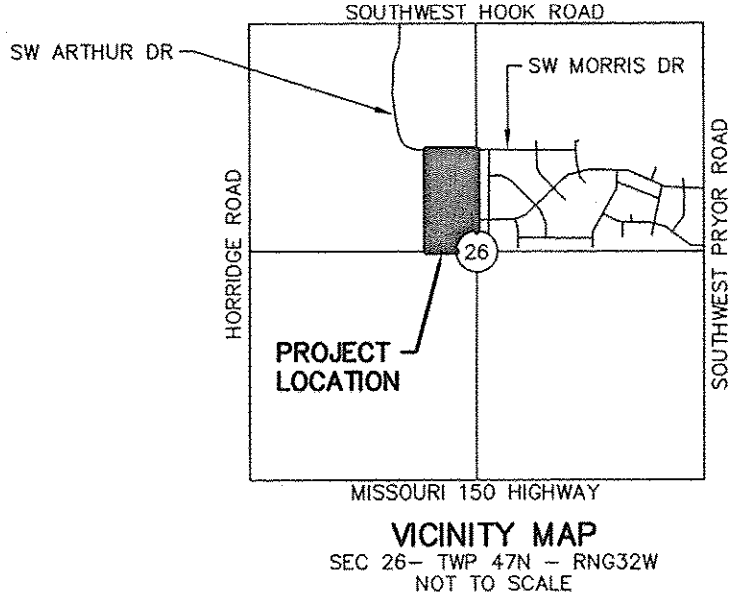 SOUTHWEST HOOK ROAD
SW ARTHUR DR
SW MORRIS DR
HORRIDGE ROAD
SOUTHWEST PRYOR ROAD
26
PROJECT
LOCATION
MISSOURI 150 HIGHWAY
VICINITY MAP
SEC 26- TWP 47N - RNG32W
NOT TO SCALE